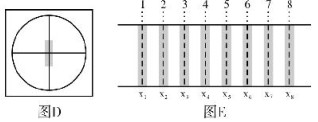 1 2 3 4 5 6 7 8
x₁ x₂ x₃ x₄ x₅ x₆ x₇ x₈
图D 图E